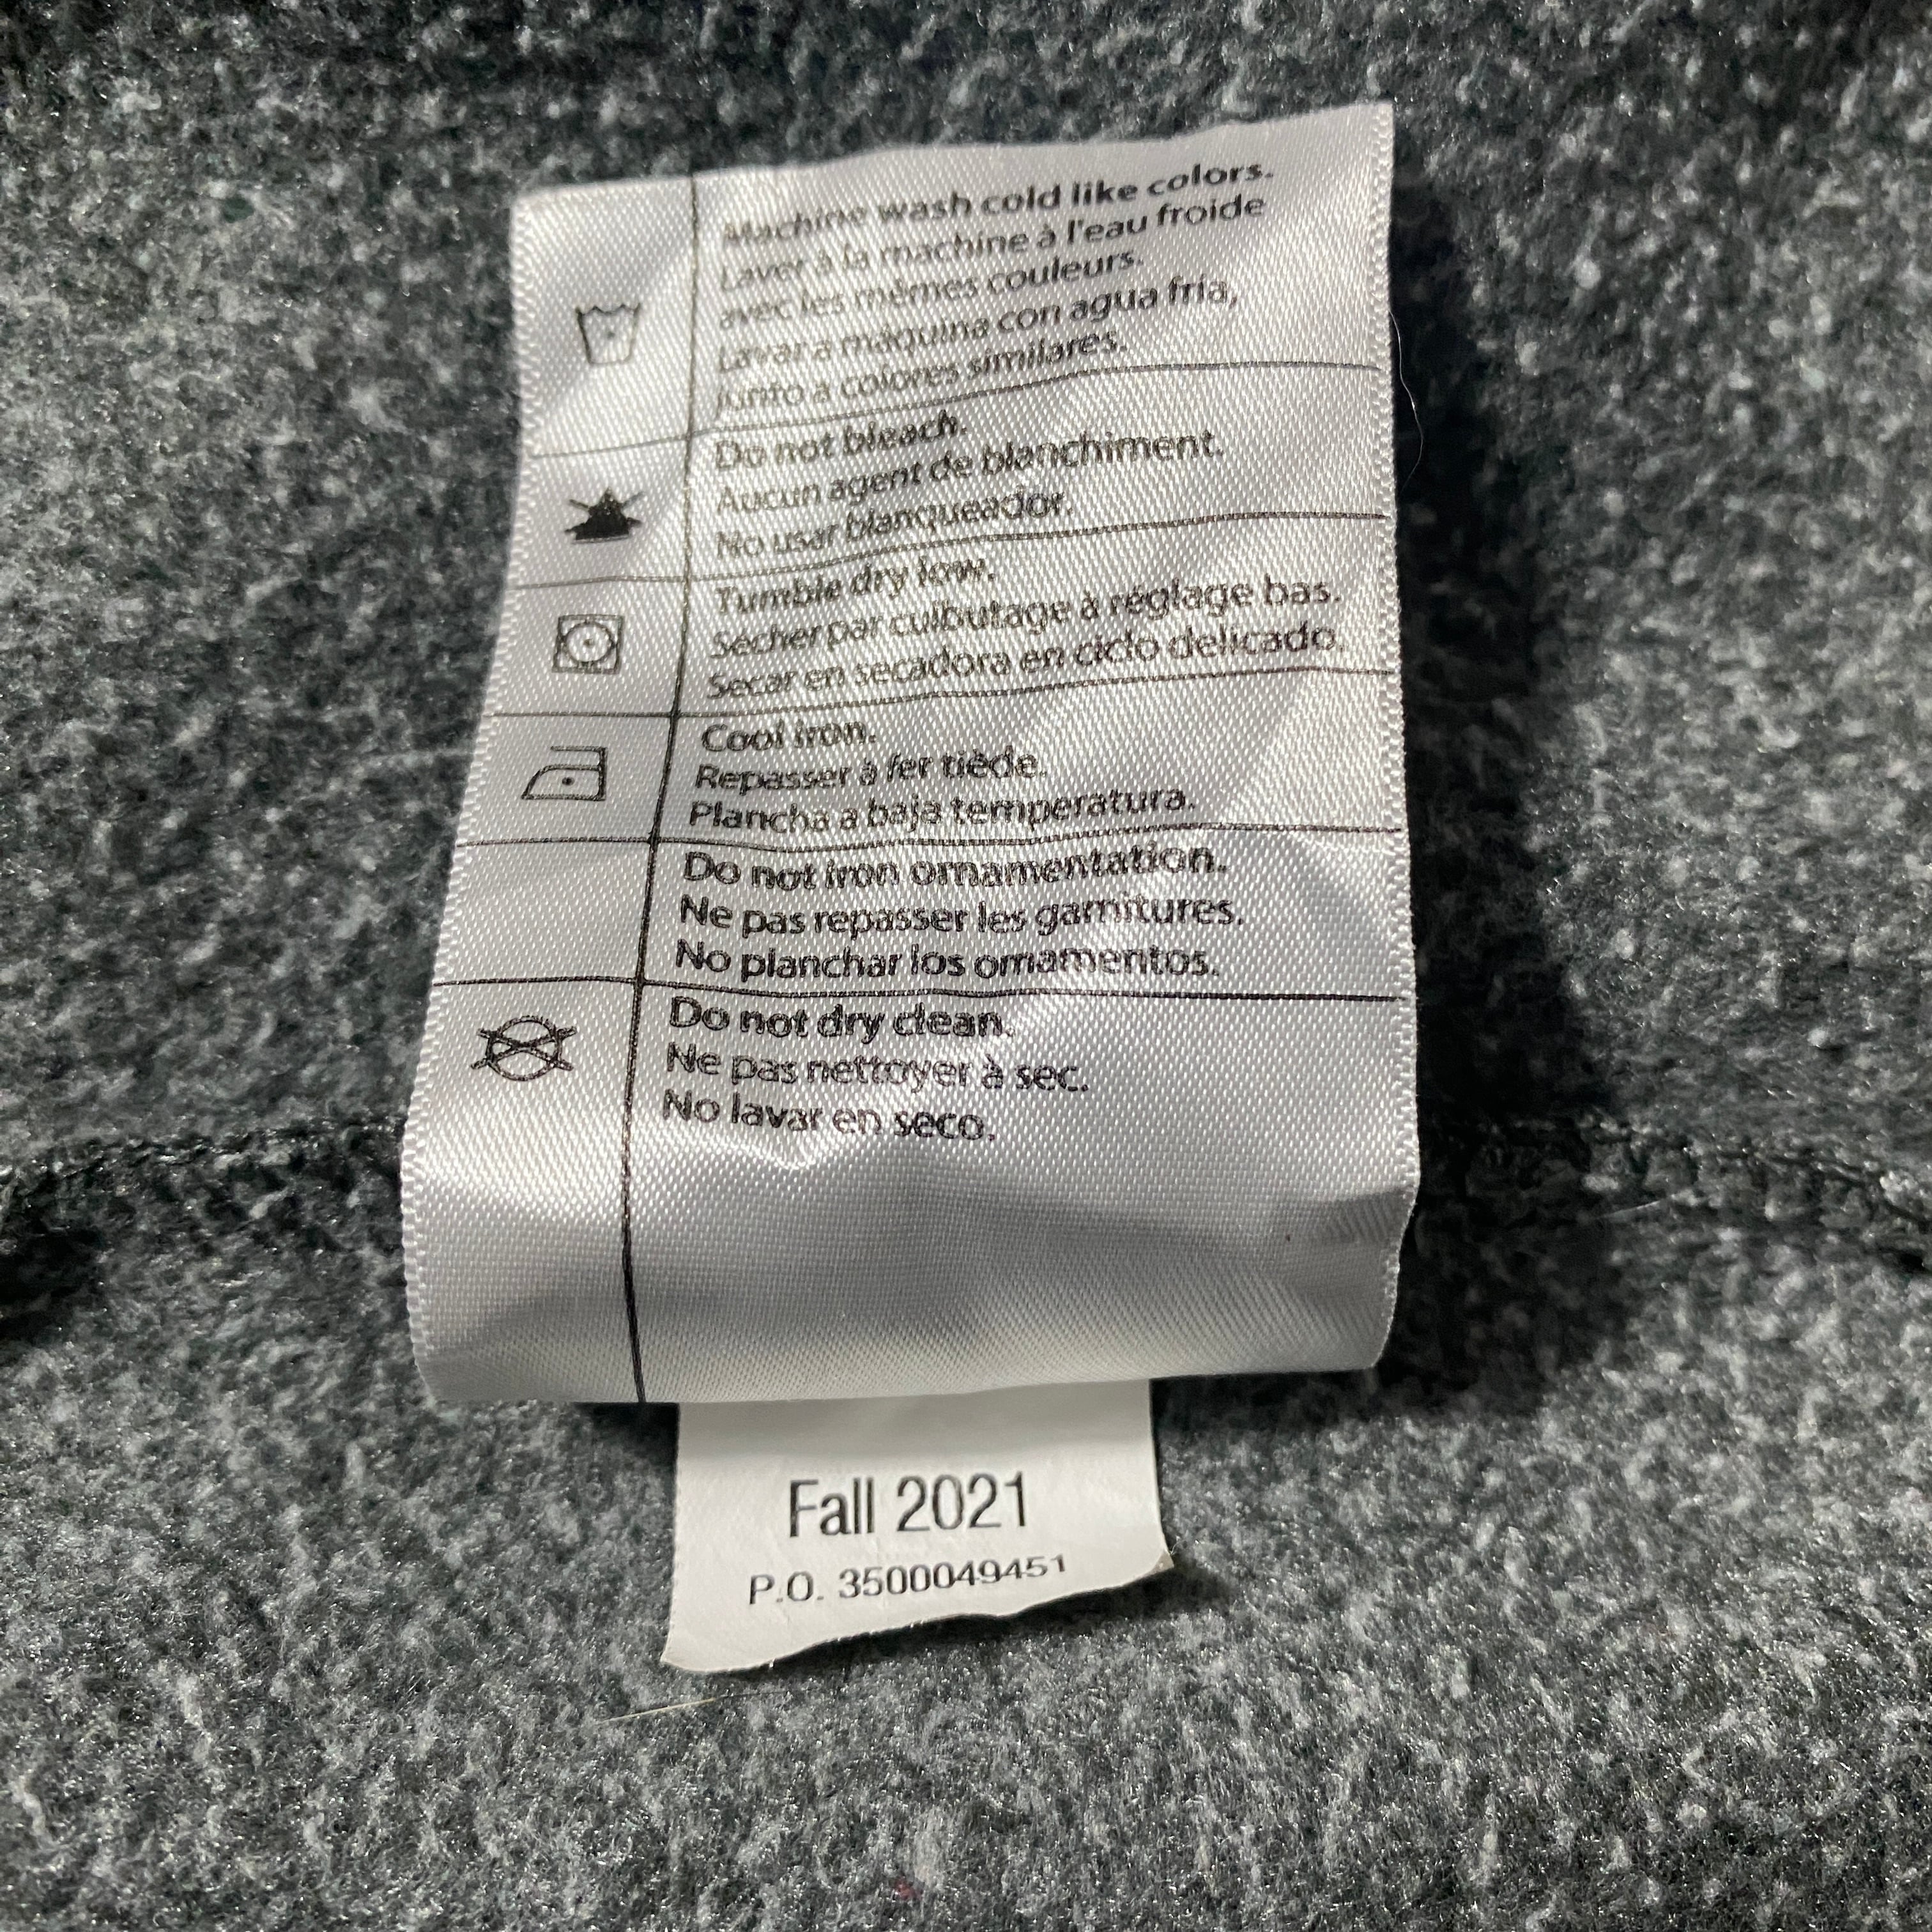 Machine wash cold like colors.
Laver à la machine à l'eau froide
avec les mêmes couleurs.
Lavar a máquina con agua fria,
junto a colores similares.
Do not bleach.
Aucun agent de blanchiment.
No usar blanqueador.
Tumble dry low.
Sécher par culbutage à réglage bas.
Secar en secadora en ciclo delicado.
Cool iron.
Repasser à fer tiède.
Plancha a baja temperatura.
Do not iron ornamentation.
Ne pas repasser les garnitures.
No planchar los ornamentos.
Do not dry clean.
Ne pas nettoyer à sec.
No lavar en seco.
Fall 2021
P.O. 3500049451